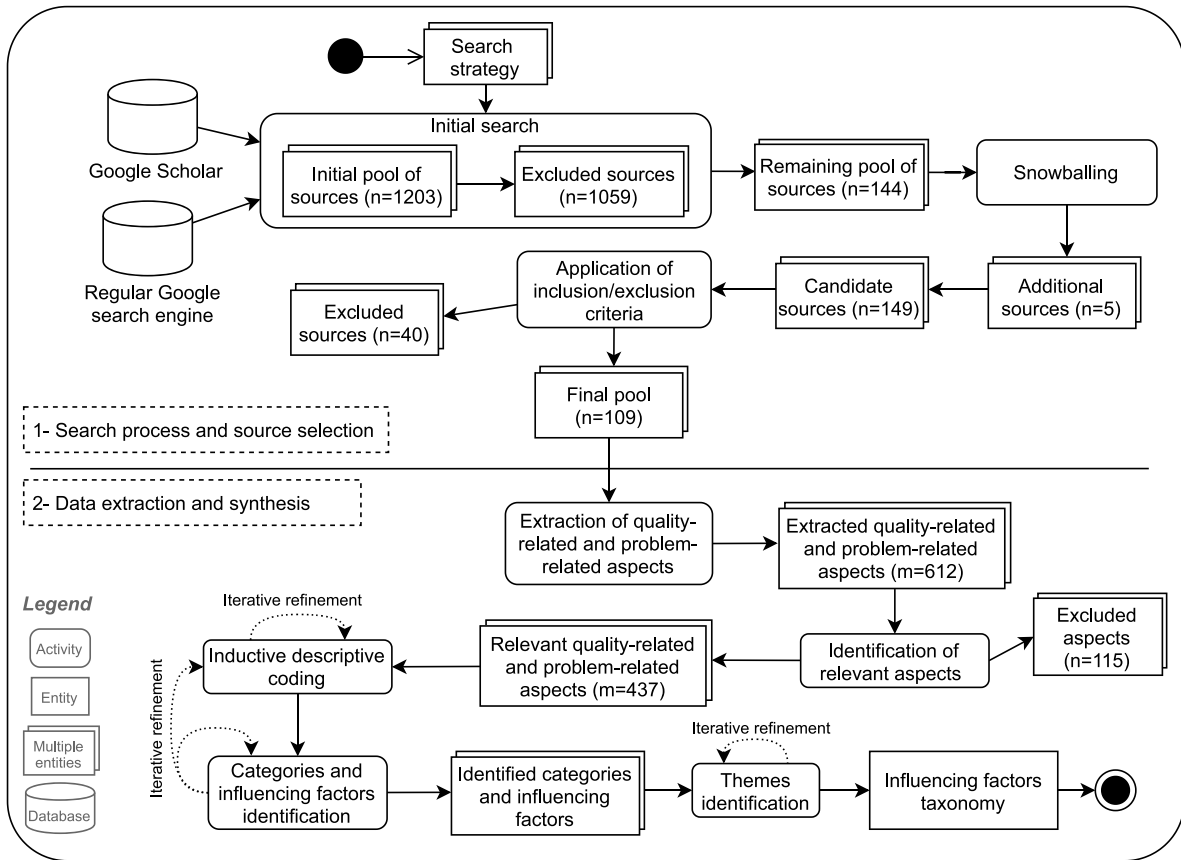 Search
strategy
Initial search
Google Scholar
Initial pool of
sources (n=1203)
Excluded sources
(n=1059)
Remaining pool of
sources (n=144)
Snowballing
Regular Google
search engine
Excluded
sources (n=40)
Application of
inclusion/exclusion
criteria
Candidate
sources (n=149)
Additional
sources (n=5)
Final pool
(n=109)
1- Search process and source selection
2- Data extraction and synthesis
Extraction of quality-
related and problem-
related aspects
Extracted quality-related
and problem-related
aspects (m=612)
Legend
Activity
Entity
Multiple
entities
Database
Iterative refinement
Inductive descriptive
coding
Relevant quality-related
and problem-related
aspects (m=437)
Identification of
relevant aspects
Excluded
aspects
(n=115)
Iterative refinement
Categories and
influencing factors
identification
Identified categories
and influencing
factors
Iterative refinement
Themes
identification
Influencing factors
taxonomy